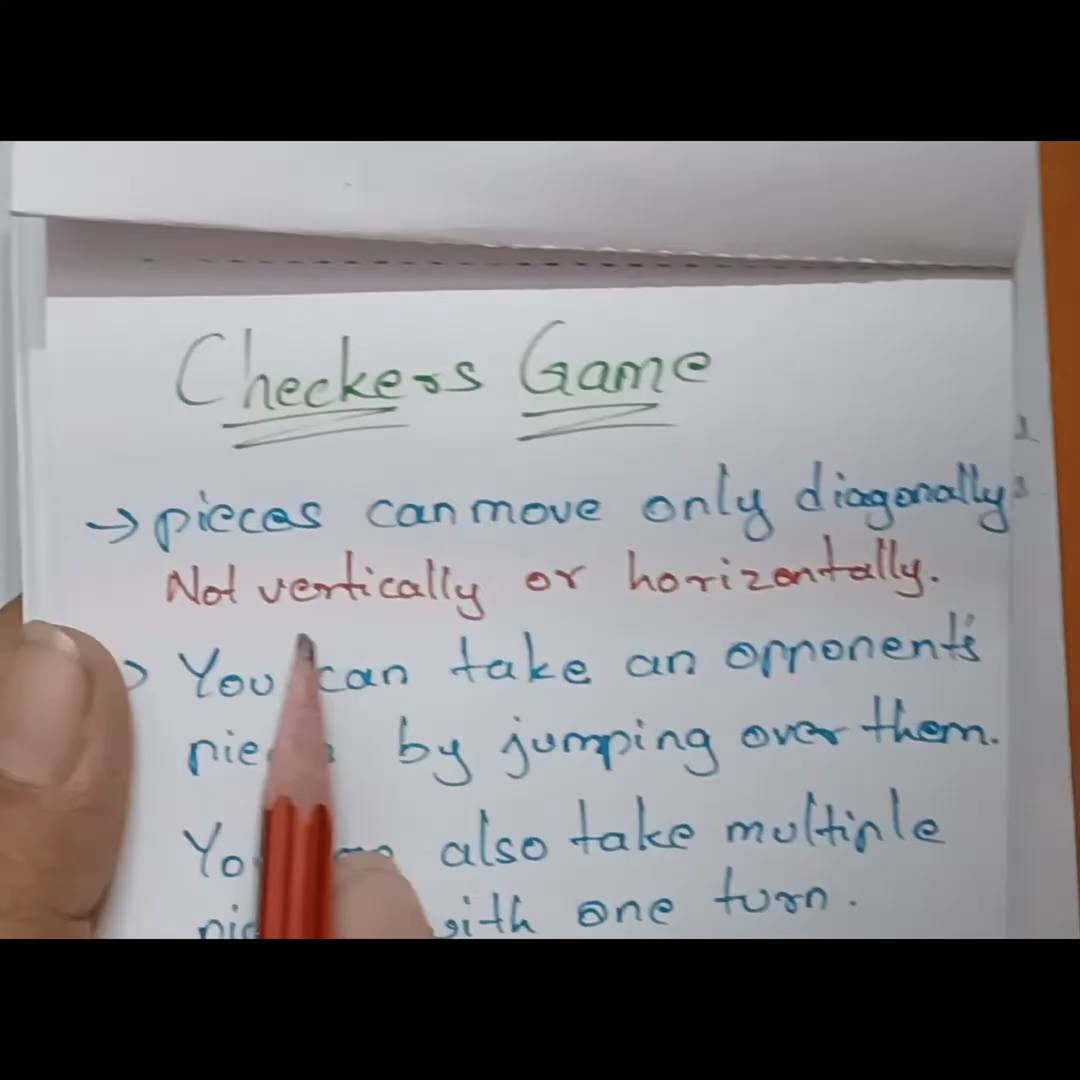 Checkers Game
→ pieces can move only diagonally
Not vertically or horizontally.
You can take an opponent's
by jumping over them.
also take multiple
with one turn.